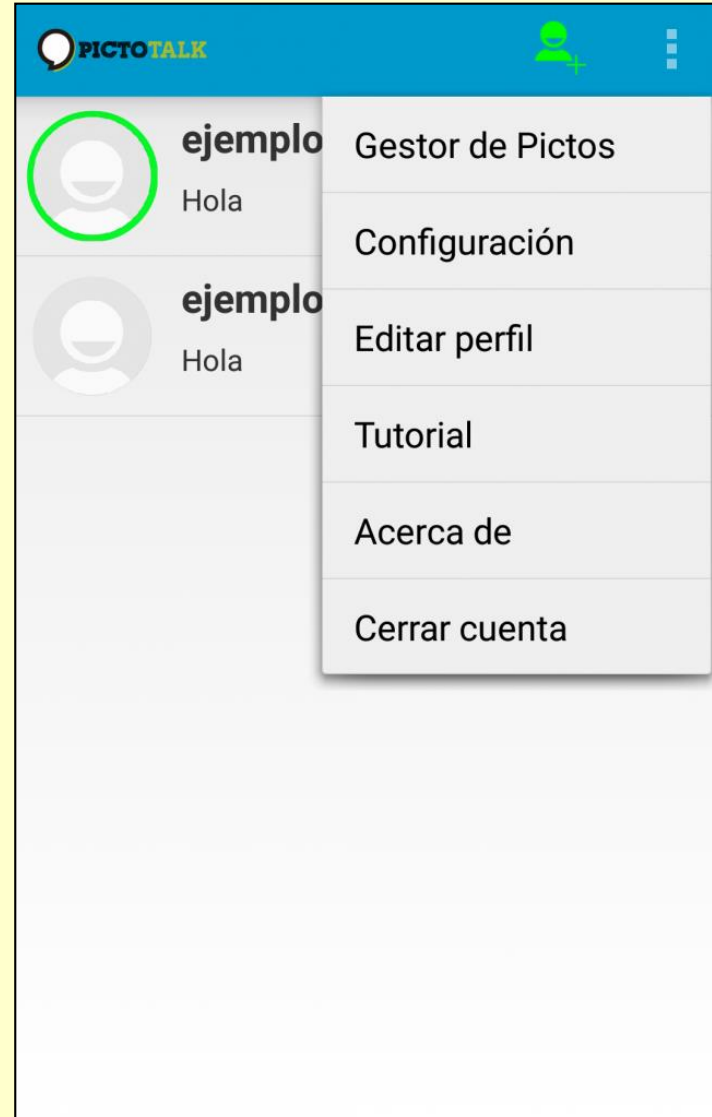 PICTOTALK
ejemplo
Hola
ejemplo
Hola
Gestor de Pictos
Configuración
Editar perfil
Tutorial
Acerca de
Cerrar cuenta